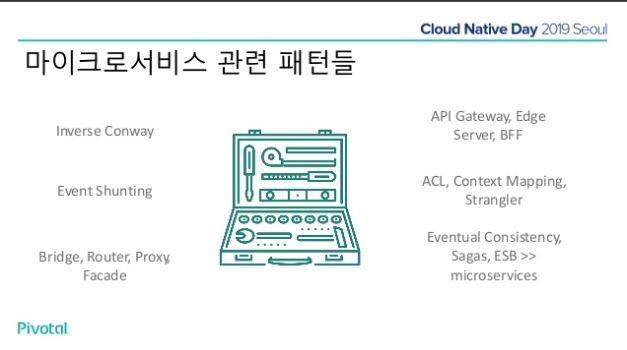 Cloud Native Day 2019 Seoul
마이크로서비스 관련 패턴들
Inverse Conway
Event Shunting
Bridge, Router, Proxy,
Facade
API Gateway, Edge
Server, BFF
ACL, Context Mapping,
Strangler
Eventual Consistency,
Sagas, ESB >>
microservices
Pivotal